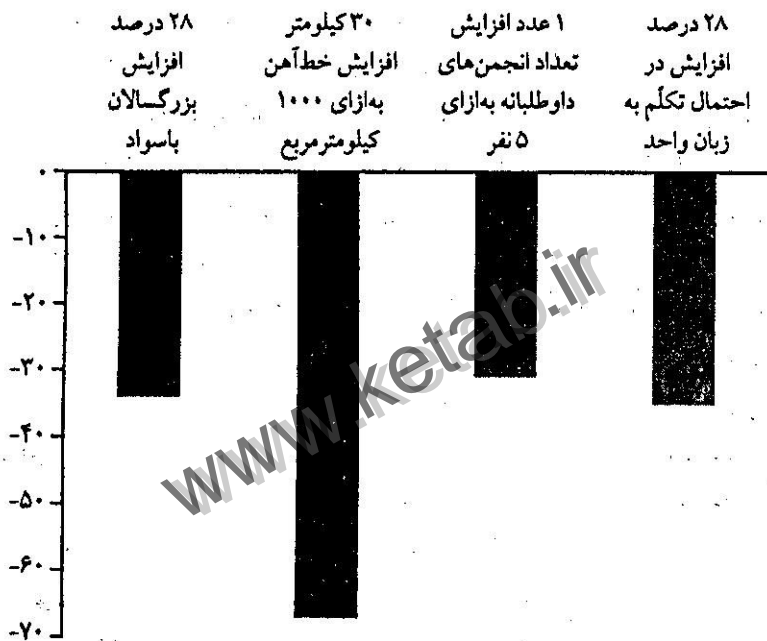 ۲۸ درصد
افزایش در
احتمال تکلّم به
زبان واحد
۱ عدد افزایش
تعداد انجمن‌های
داوطلبانه به‌ازای
۵ نفر
۳۰ کیلومتر
افزایش خط‌آهن
به‌ازای ۱۰۰۰
کیلومترمربع
۲۸ درصد
افزایش
بزرگسالان
باسواد
۰
-۱۰
-۲۰
-۳۰
-۴۰
-۵۰
-۶۰
-۷۰
www.ketab.ir